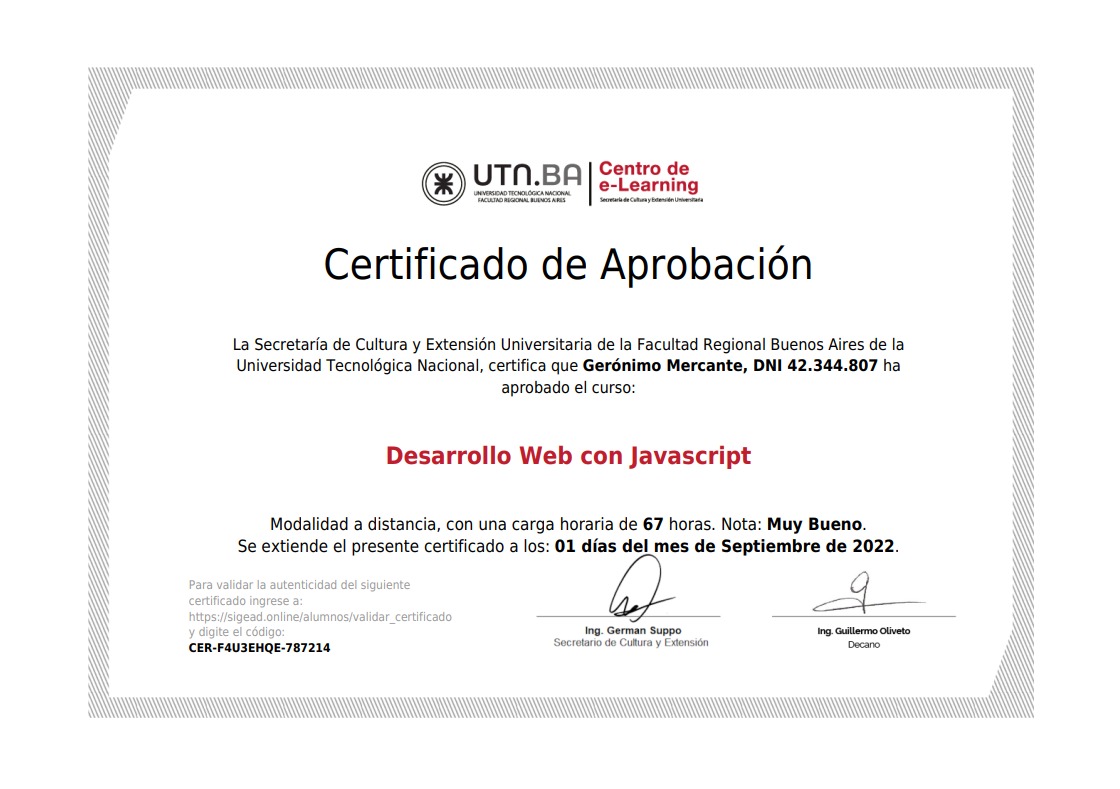 UTN.BA
UNIVERSIDAD TECNOLÓGICA NACIONAL
FACULTAD REGIONAL BUENOS AIRES
Centro de
e-Learning
Secretaría de Cultura y Extensión Universitaria
Certificado de Aprobación
La Secretaría de Cultura y Extensión Universitaria de la Facultad Regional Buenos Aires de la
Universidad Tecnológica Nacional, certifica que Gerónimo Mercante, DNI 42.344.807 ha
aprobado el curso:
Desarrollo Web con Javascript
Modalidad a distancia, con una carga horaria de 67 horas. Nota: Muy Bueno.
Se extiende el presente certificado a los: 01 días del mes de Septiembre de 2022.
Para validar la autenticidad del siguiente
certificado ingrese a:
https://sigead.online/alumnos/validar_certificado
y digite el código:
CER-F4U3EHQE-787214
Ing. German Suppo
Secretario de Cultura y Extensión
Ing. Guillermo Oliveto
Decano